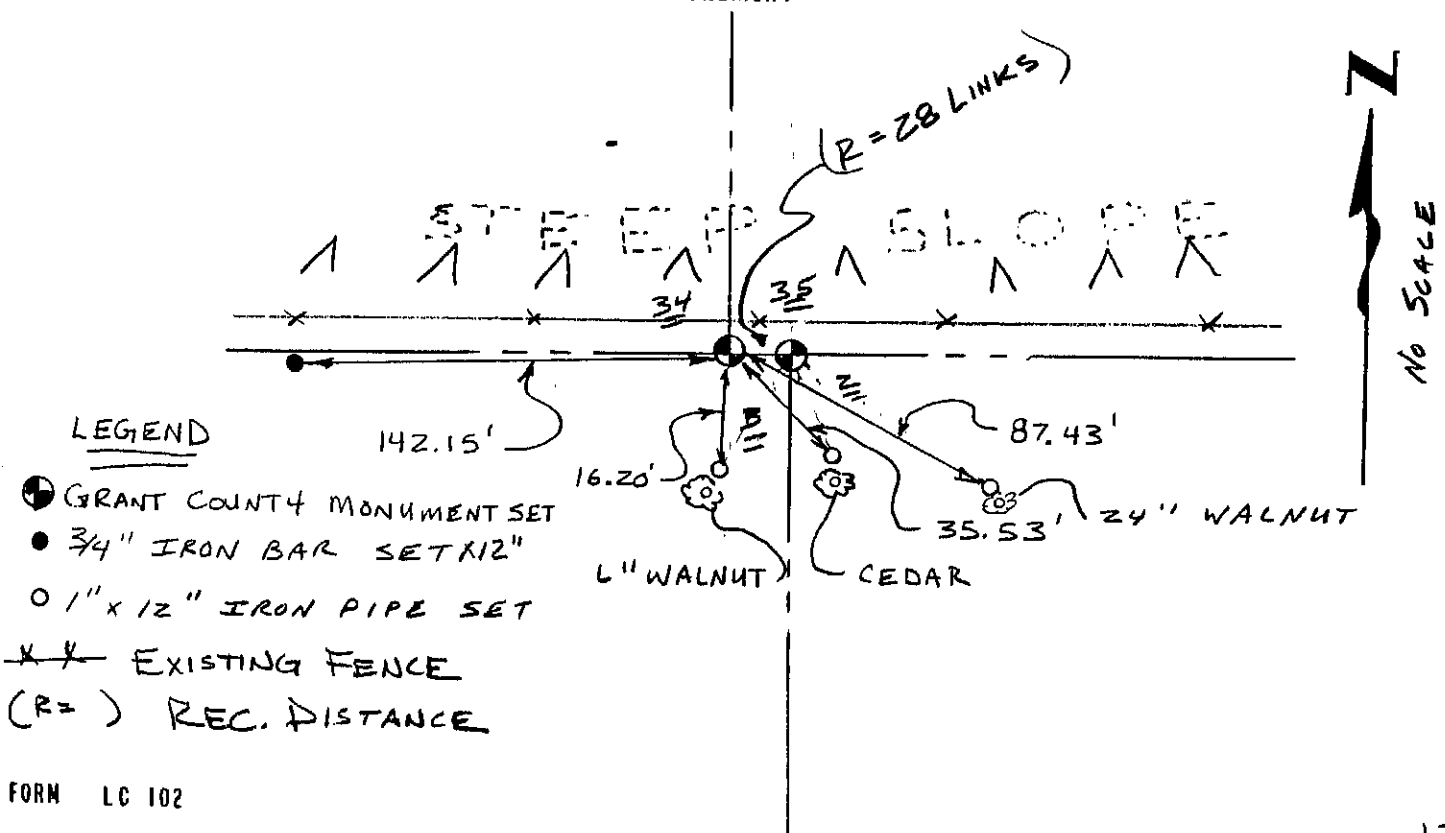 (R = 28 LINKS)
Z
NO SCALE
STEEP SLOPE
34
35
142.15'
16.20'
87.43'
35.53'
24" WALNUT
6" WALNUT
CEDAR
LEGEND
GRANT COUNTY MONUMENT SET
3/4" IRON BAR SET X12"
1" x 12" IRON PIPE SET
EXISTING FENCE
(R= ) REC. DISTANCE
FORM LC 102